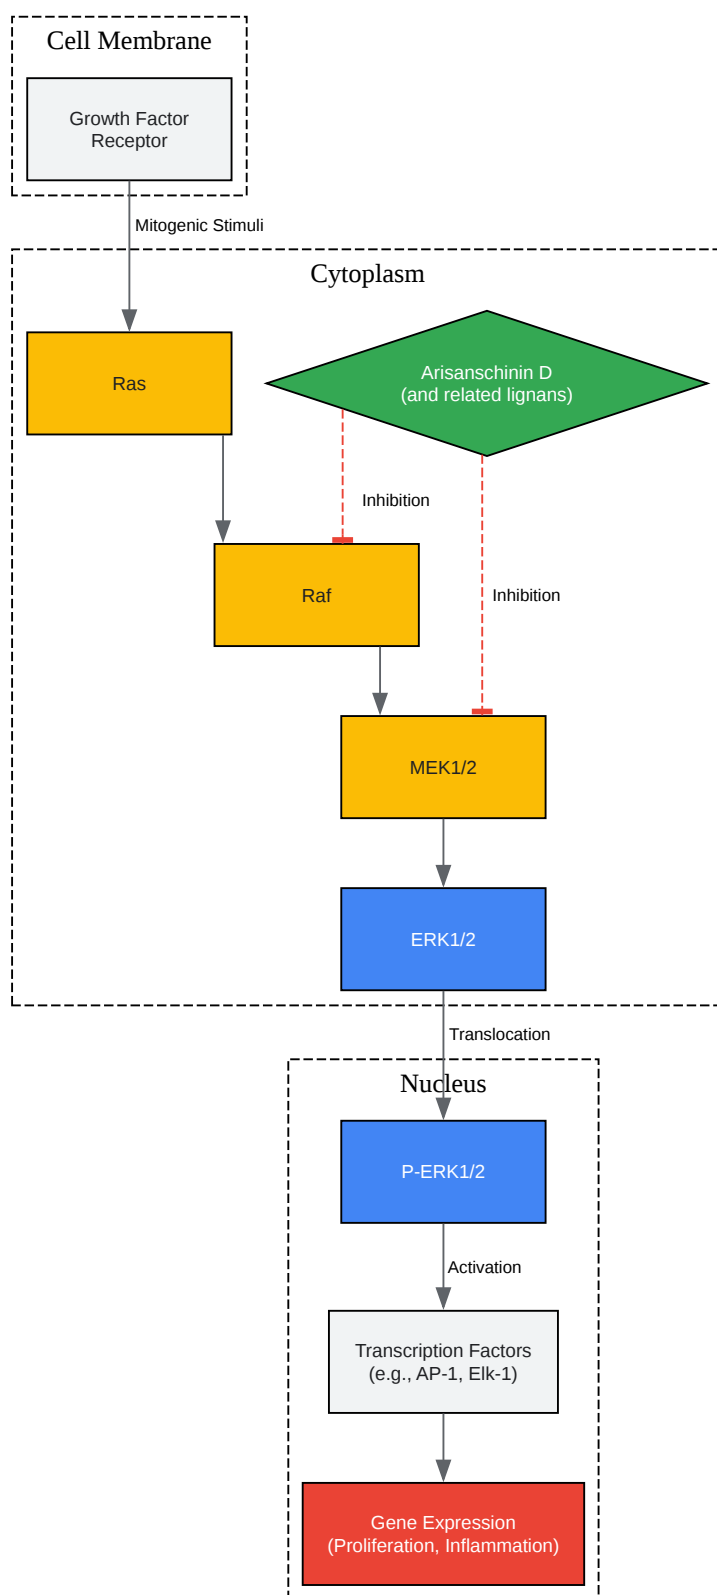 Cell Membrane
Growth Factor
Receptor
Mitogenic Stimuli
Cytoplasm
Ras
Arisanschinin D
(and related lignans)
Inhibition
Raf
Inhibition
MEK1/2
ERK1/2
Translocation
Nucleus
P-ERK1/2
Activation
Transcription Factors
(e.g., AP-1, Elk-1)
Gene Expression
(Proliferation, Inflammation)